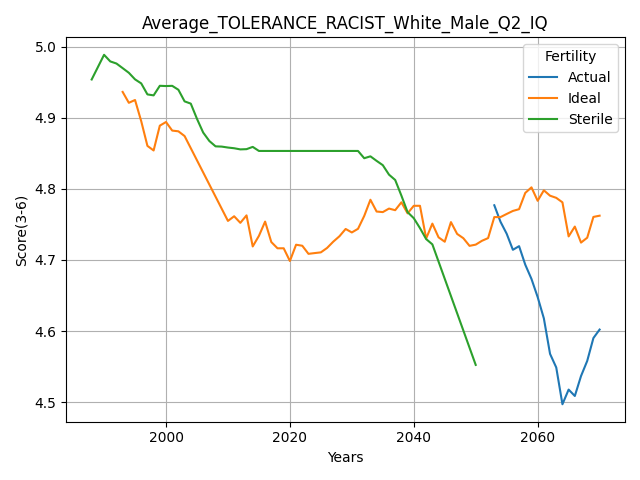 Average_TOLERANCE_RACIST_White_Male_Q2_IQ
Fertility
Actual
Ideal
Sterile
Score(3-6)
5.0
4.9
4.8
4.7
4.6
4.5
2000
2020
2040
2060
Years